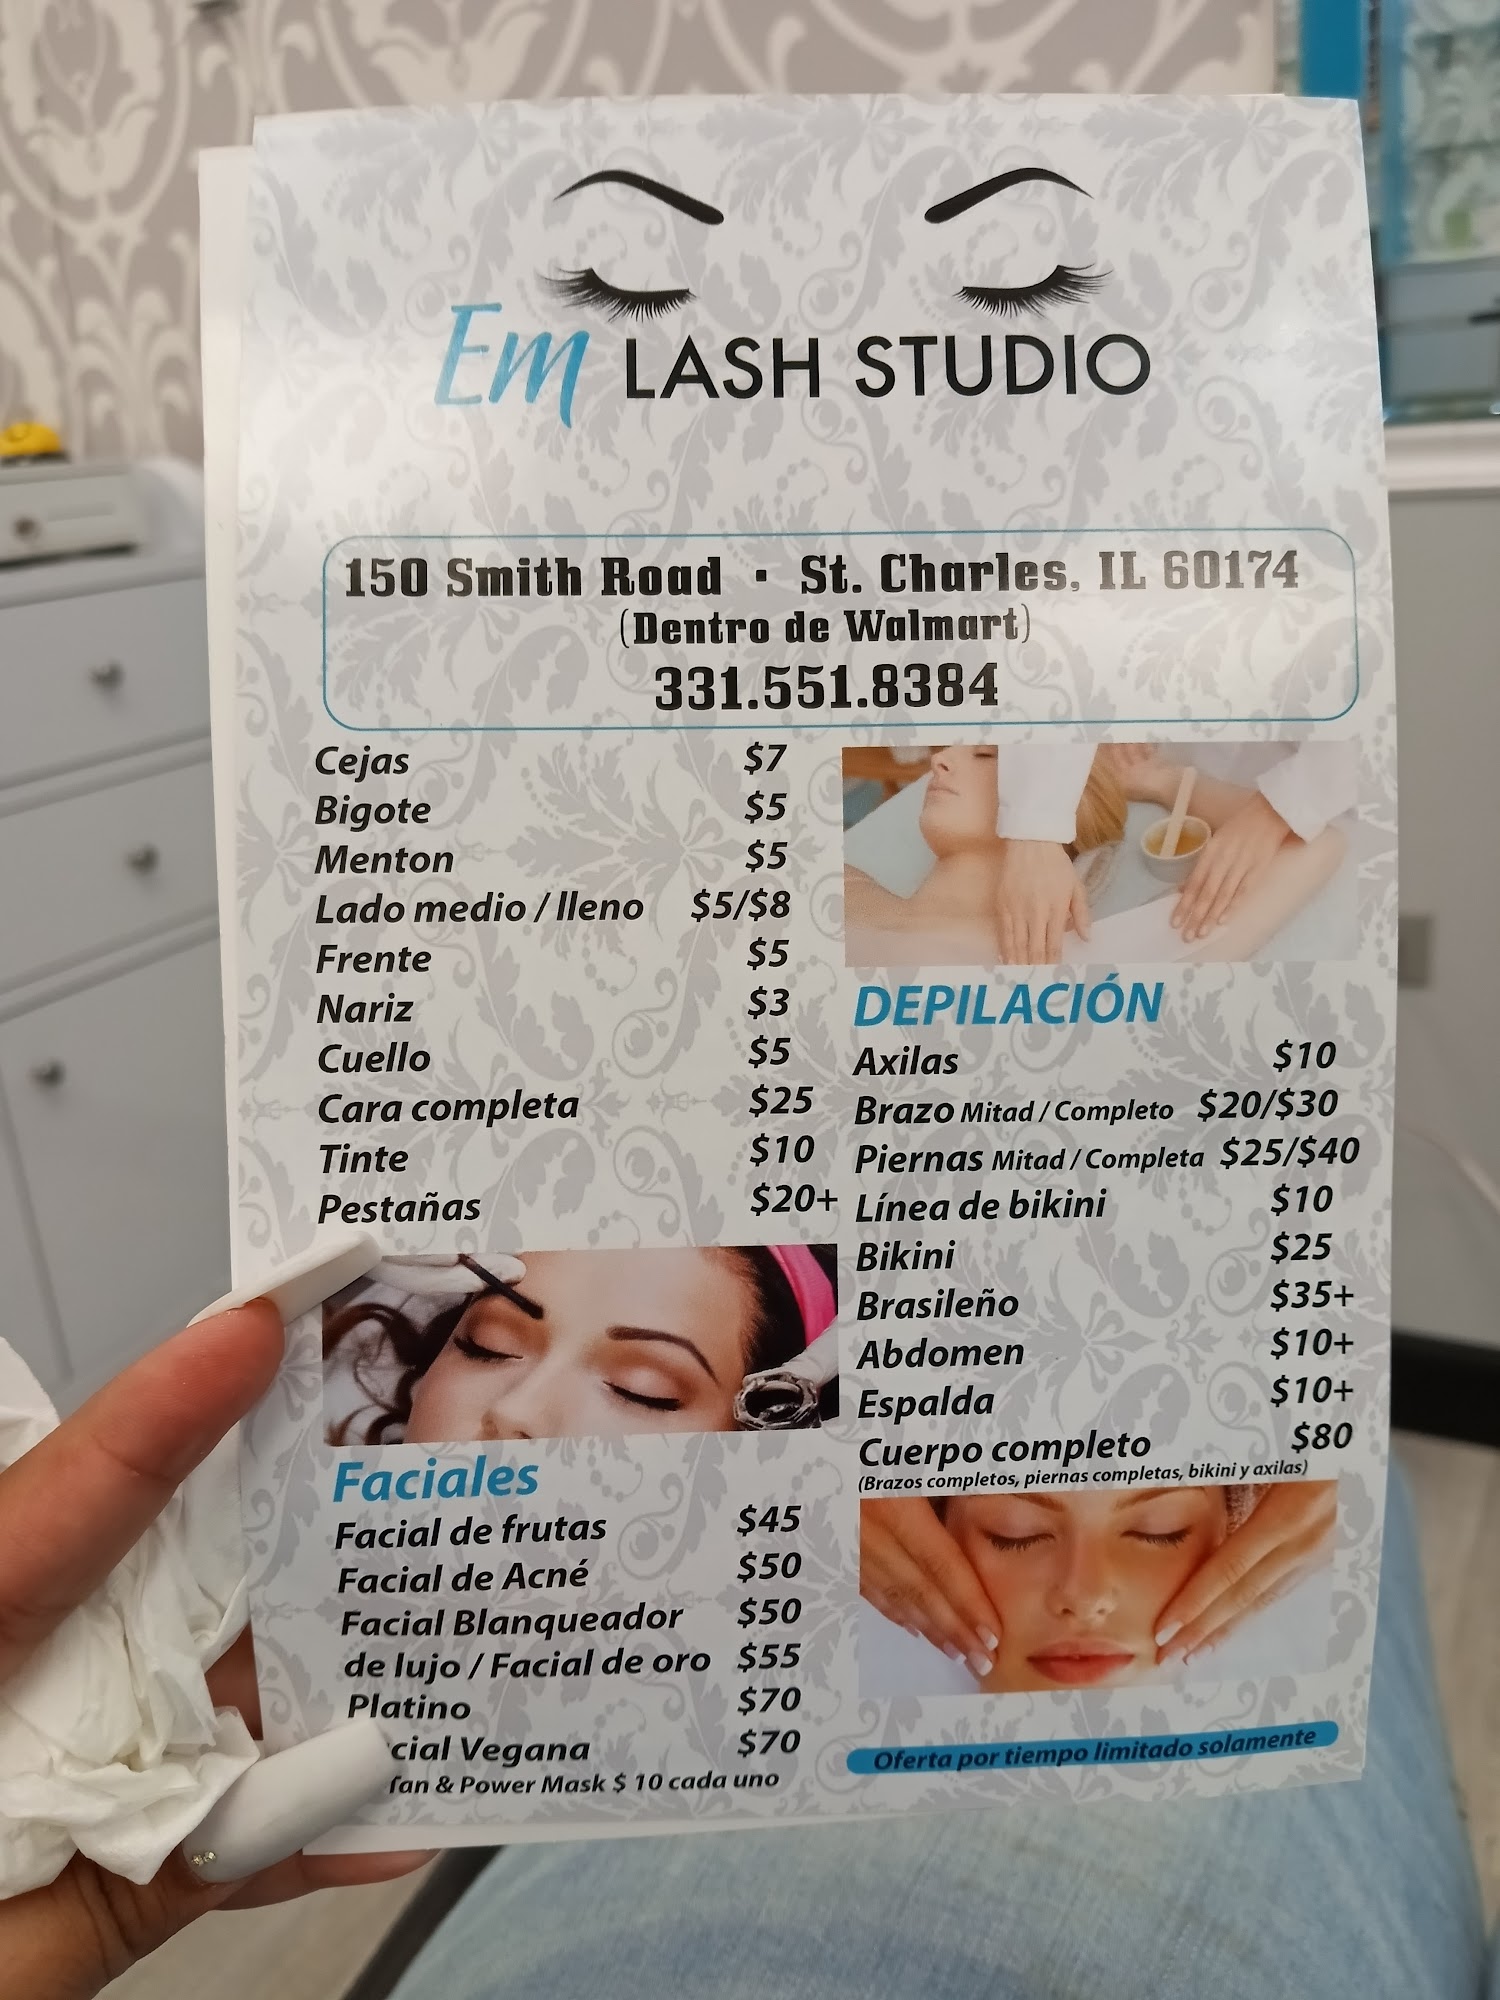 Em LASH STUDIO
150 Smith Road · St. Charles, IL 60174
(Dentro de Walmart)
331.551.8384
Cejas $7
Bigote $5
Menton $5
Lado medio / lleno $5/$8
Frente $5
Nariz $3
Cuello $5
Cara completa $25
Tinte $10
Pestañas $20+
Faciales
Facial de frutas $45
Facial de Acné $50
Facial Blanqueador $50
de lujo / Facial de oro $55
Platino $70
Vegana $70
& Power Mask $ 10 cada uno
DEPILACIÓN
Axilas $10
Brazo Mitad / Completo $20/$30
Piernas Mitad / Completa $25/$40
Línea de bikini $10
Bikini $25
Brasileño $35+
Abdomen $10+
Espalda $10+
Cuerpo completo $80
(Brazos completos, piernas completas, bikini y axilas)
Oferta por tiempo limitado solamente